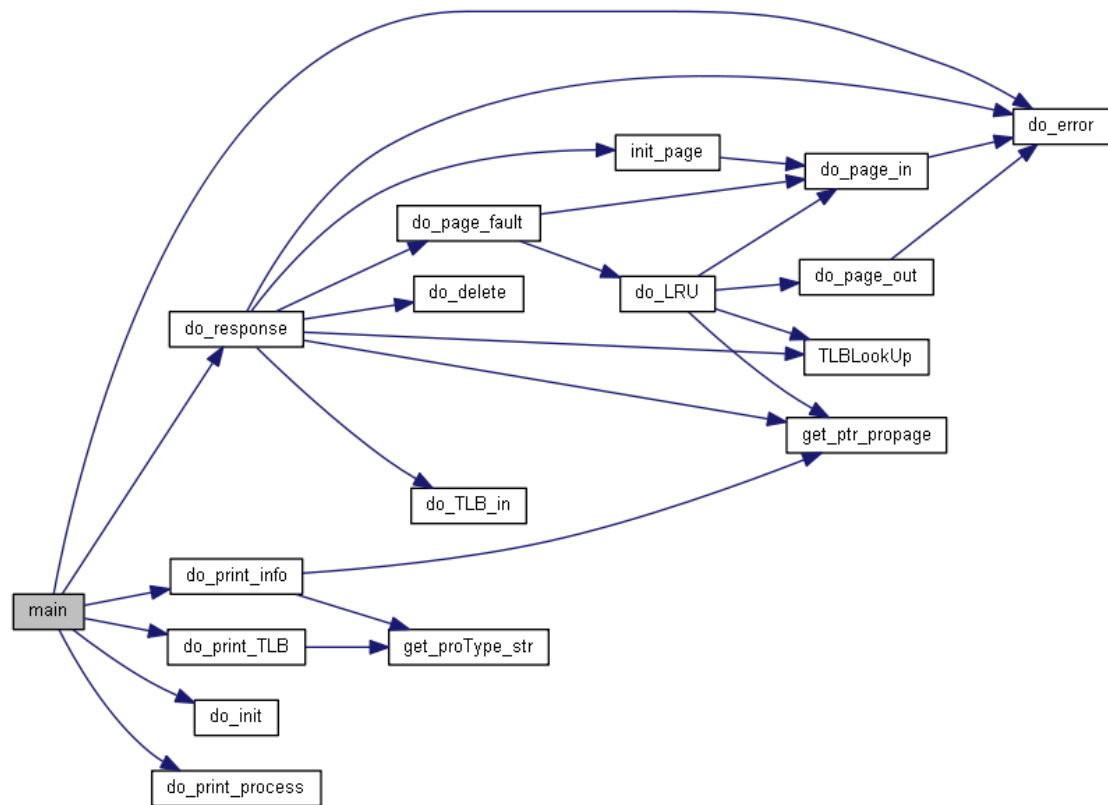 do_error
init_page
do_page_in
do_page_fault
do_page_out
do_delete
do_LRU
do_response
TLBLookUp
get_ptr_propage
do_TLB_in
do_print_info
main
do_print_TLB
get_proType_str
do_init
do_print_process